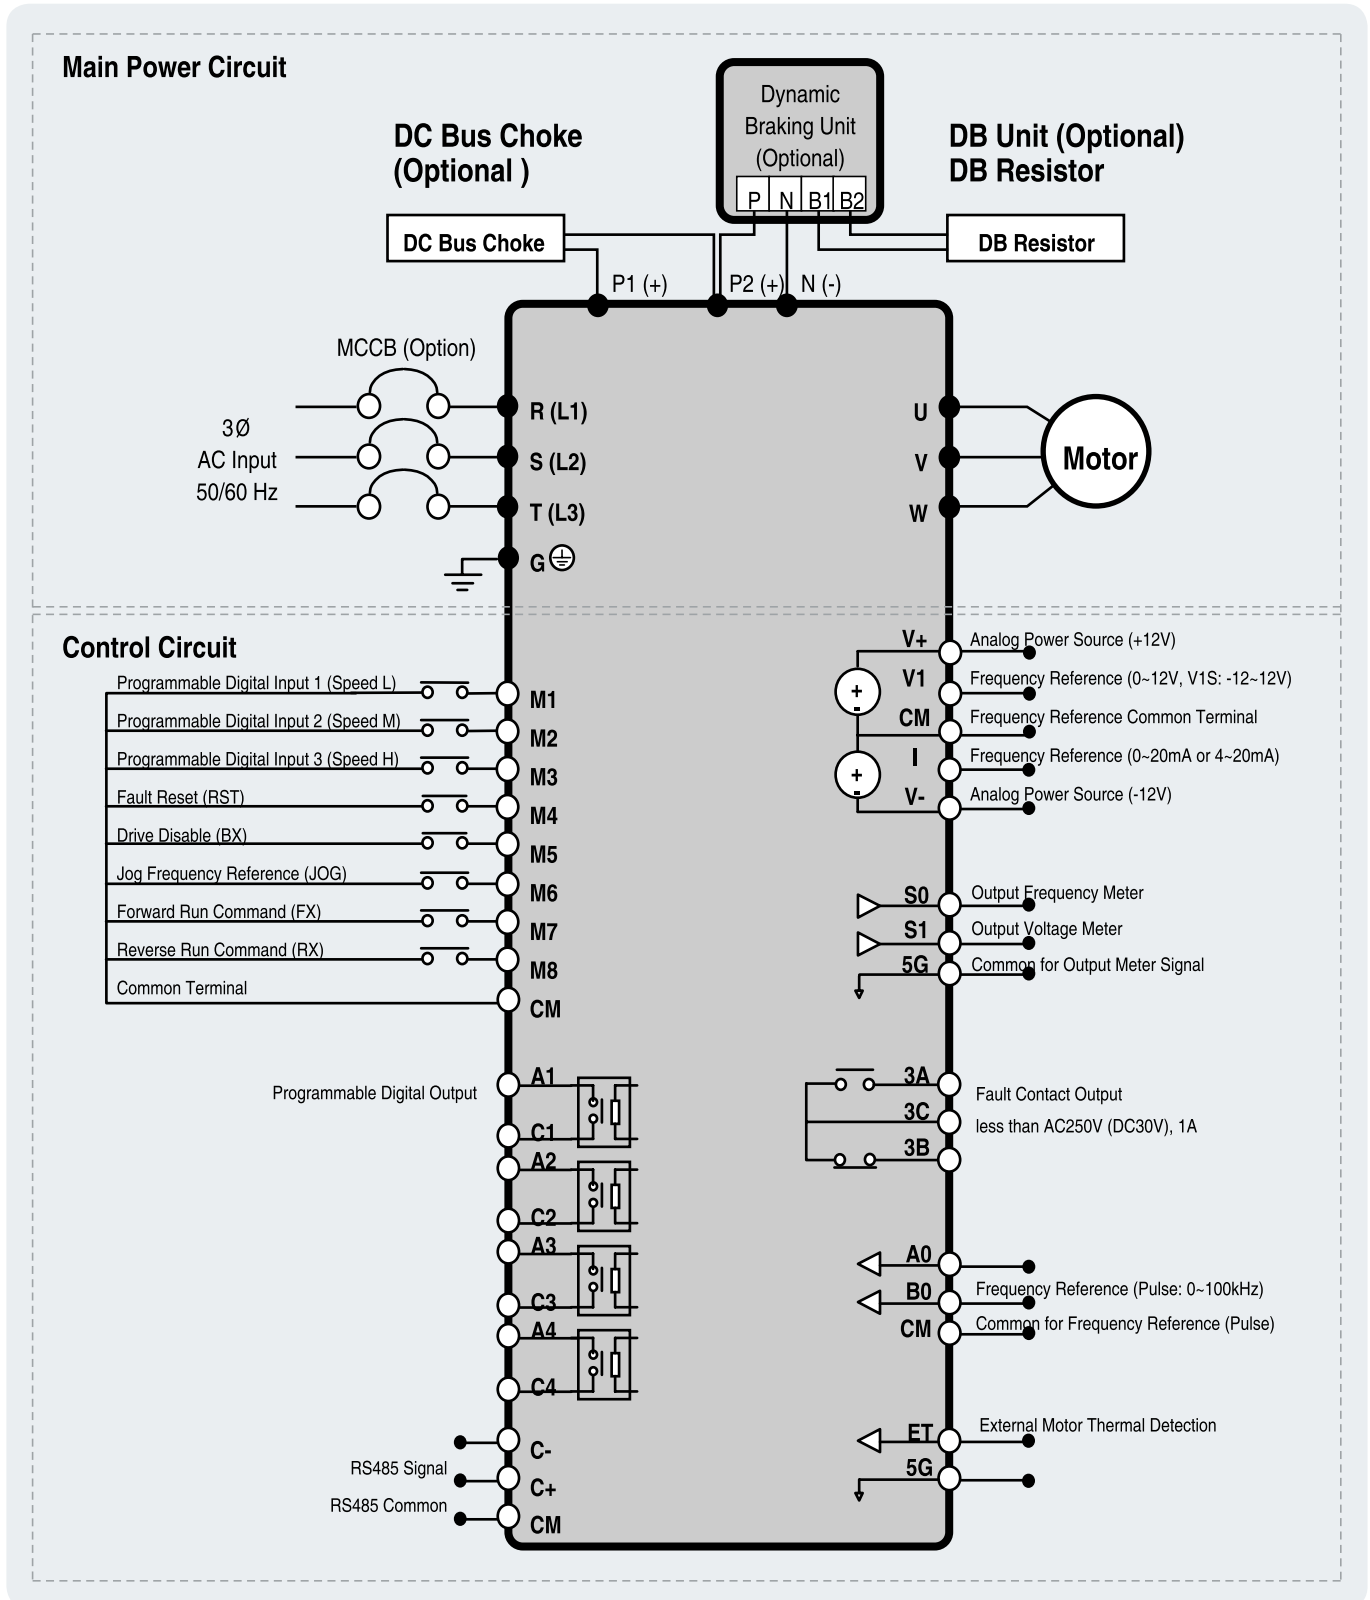 Main Power Circuit
Dynamic
Braking Unit
(Optional)
P N B1 B2
DC Bus Choke
(Optional )
DB Unit (Optional)
DB Resistor
DC Bus Choke
DB Resistor
P1 (+)
P2 (+)
N (-)
MCCB (Option)
3Ø
AC Input
50/60 Hz
R (L1)
S (L2)
T (L3)
G
U
V
W
Motor
Control Circuit
Programmable Digital Input 1 (Speed L)
M1
Programmable Digital Input 2 (Speed M)
M2
Programmable Digital Input 3 (Speed H)
M3
Fault Reset (RST)
M4
Drive Disable (BX)
M5
Jog Frequency Reference (JOG)
M6
Forward Run Command (FX)
M7
Reverse Run Command (RX)
M8
Common Terminal
CM
Programmable Digital Output
A1
C1
A2
C2
A3
C3
A4
C4
C-
RS485 Signal
C+
RS485 Common
CM
V+
Analog Power Source (+12V)
V1
Frequency Reference (0~12V, V1S: -12~12V)
CM
Frequency Reference Common Terminal
I
Frequency Reference (0~20mA or 4~20mA)
V-
Analog Power Source (-12V)
+
-
+
-
S0
Output Frequency Meter
S1
Output Voltage Meter
5G
Common for Output Meter Signal
3A
Fault Contact Output
3C
less than AC250V (DC30V), 1A
3B
A0
B0
Frequency Reference (Pulse: 0~100kHz)
CM
Common for Frequency Reference (Pulse)
ET
External Motor Thermal Detection
5G